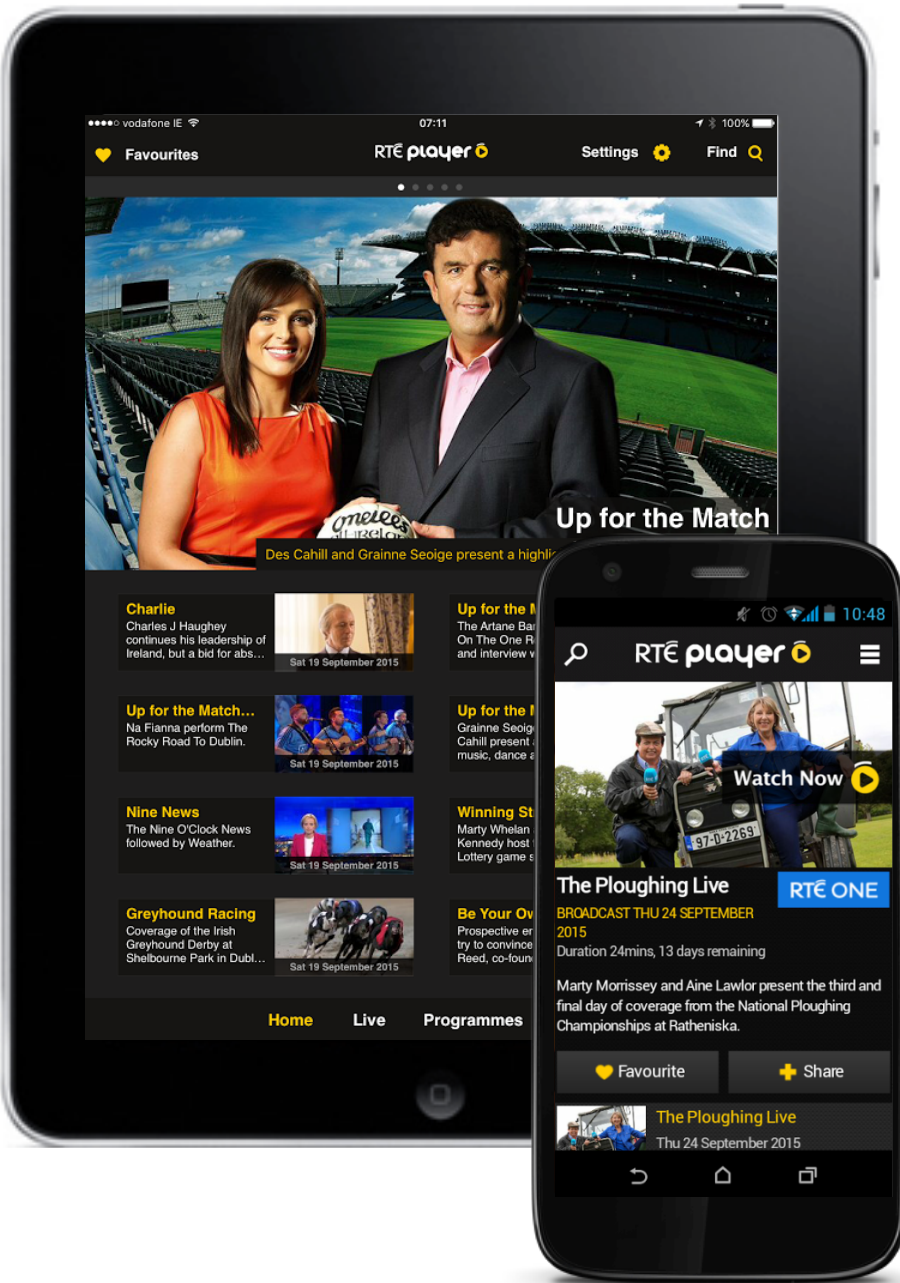 vodafone IE
07:11
100%
Favourites
RTÉ player
Settings
Find
Up for the Match
Des Cahill and Grainne Seoige present a highli
Charlie
Charles J Haughey
continues his leadership of
Ireland, but a bid for abs...
Sat 19 September 2015
Up for the
The Artane
On The One
and interview
Up for the Match...
Na Fianna perform The
Rocky Road To Dublin.
Sat 19 September 2015
Up for the
Grainne Seoig
Cahill present
music, dance
Nine News
The Nine O'Clock News
followed by Weather.
Sat 19 September 2015
Winning St
Marty Whelan
Kennedy host
Lottery game
Greyhound Racing
Coverage of the Irish
Greyhound Derby at
Shelbourne Park in Dubl...
Sat 19 September 2015
Be Your Ow
Prospective en
try to convince
Reed, co-foun
Home
Live
Programmes
10:48
RTÉ player
Watch Now
97-D-2269
The Ploughing Live
RTÉ ONE
BROADCAST THU 24 SEPTEMBER
2015
Duration 24mins, 13 days remaining
Marty Morrissey and Aine Lawlor present the third and
final day of coverage from the National Ploughing
Championships at Ratheniska.
Favourite
Share
The Ploughing Live
Thu 24 September 2015